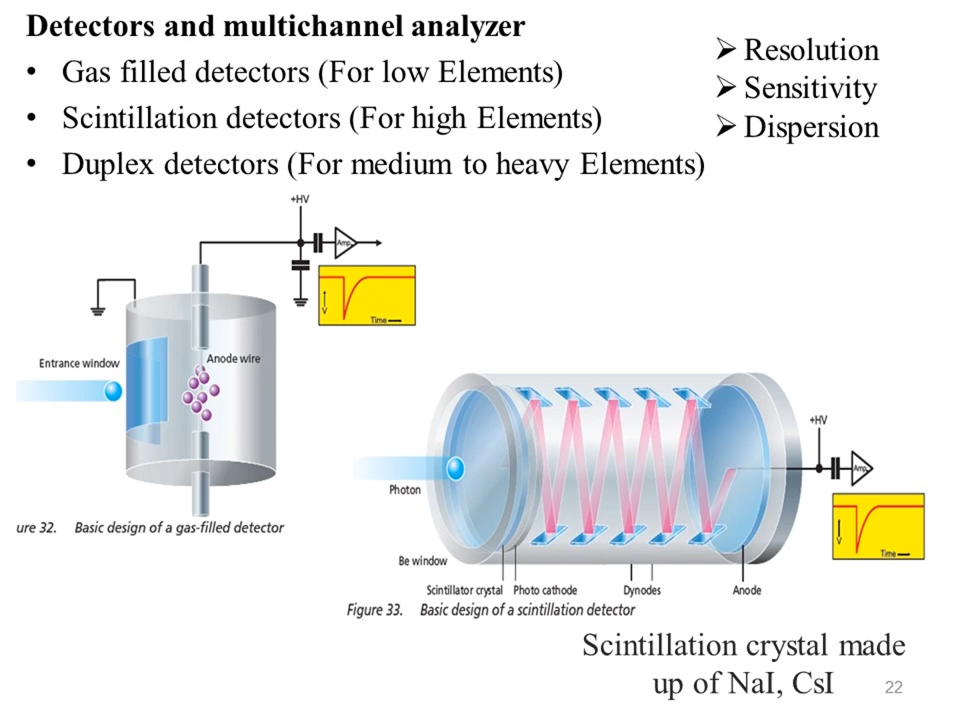 Detectors and multichannel analyzer
• Gas filled detectors (For low Elements)
• Scintillation detectors (For high Elements)
• Duplex detectors (For medium to heavy Elements)
➢ Resolution
➢ Sensitivity
➢ Dispersion
+HV
Amp.
V
Time
Entrance window
Anode wire
ure 32. Basic design of a gas-filled detector
+HV
Amp.
V
Time
Photon
Be window
Scintillator crystal Photo cathode Dynodes Anode
Figure 33. Basic design of a scintillation detector
Scintillation crystal made
up of NaI, CsI
22